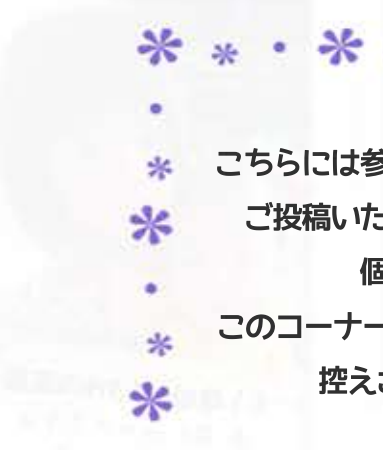 こちらには参
ご投稿いた
個
このコーナー
控え